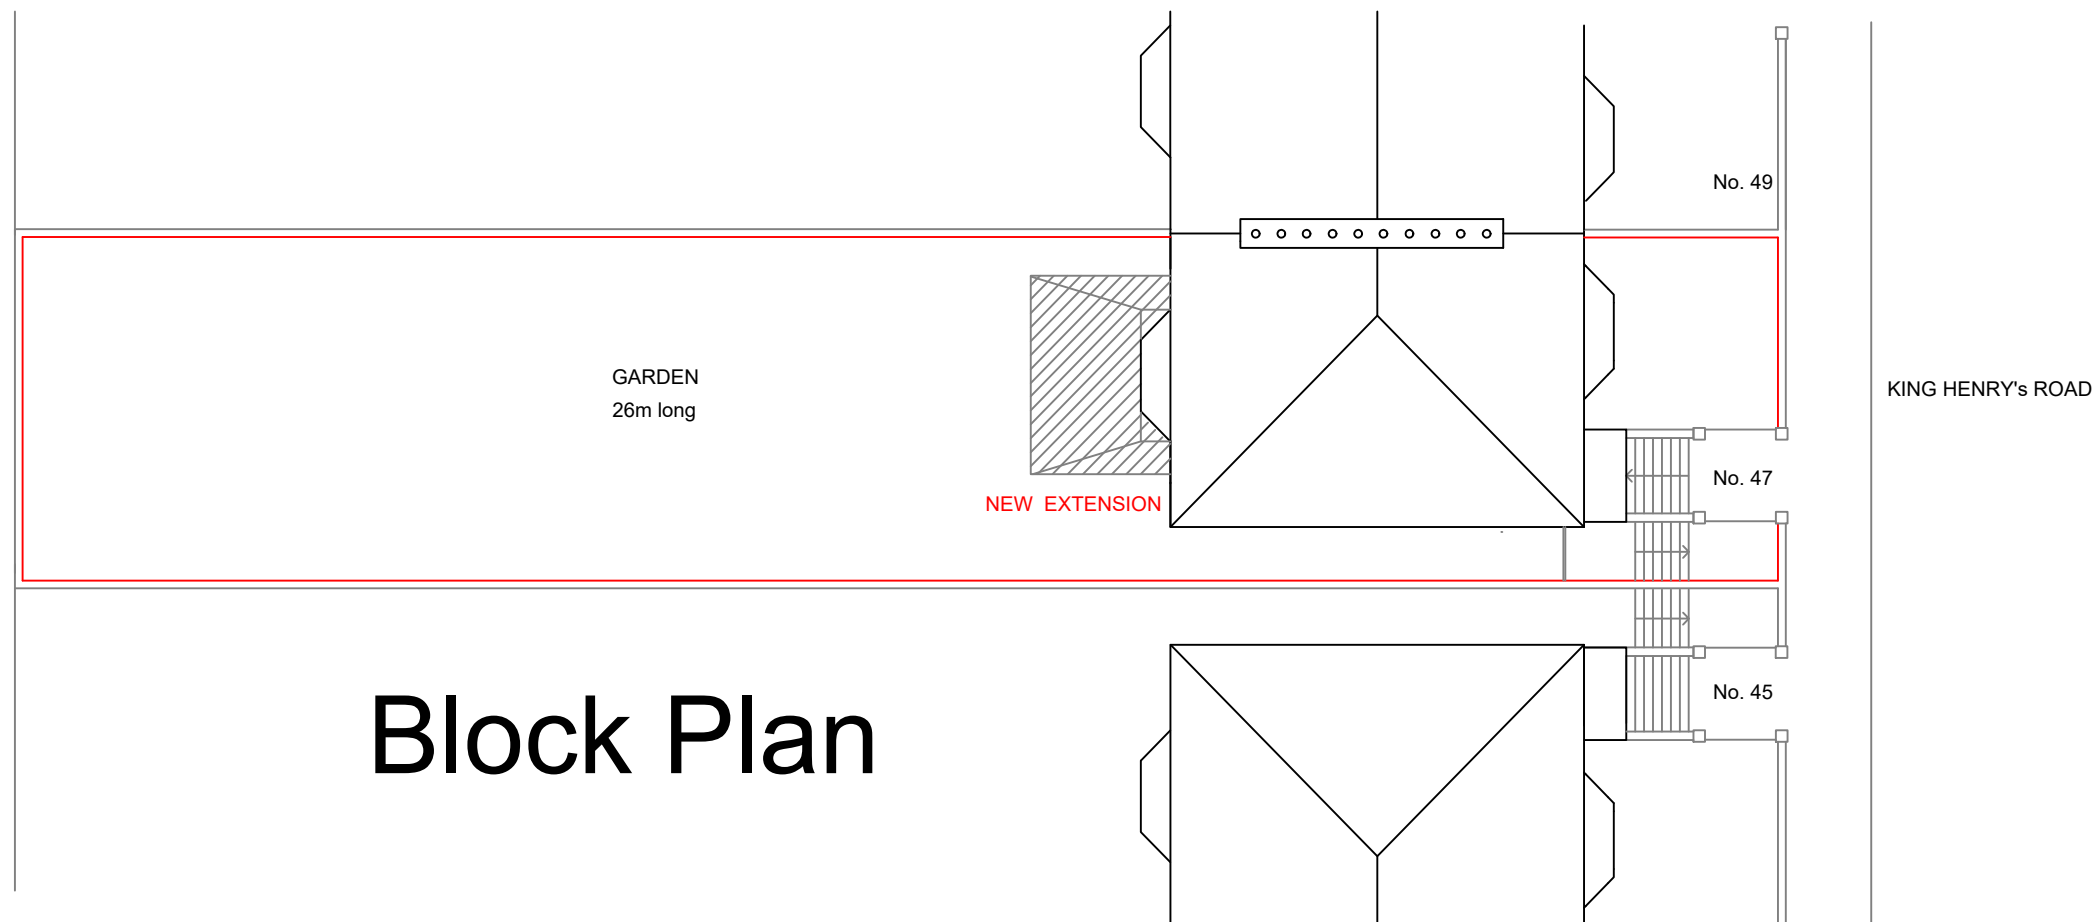 No. 49
GARDEN
26m long
KING HENRY's ROAD
No. 47
NEW EXTENSION
No. 45
Block Plan